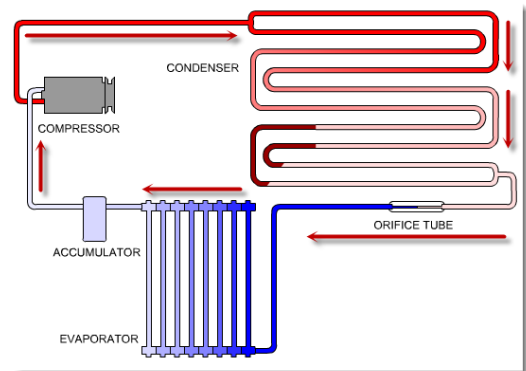 CONDENSER
COMPRESSOR
ORIFICE TUBE
ACCUMULATOR
EVAPORATOR